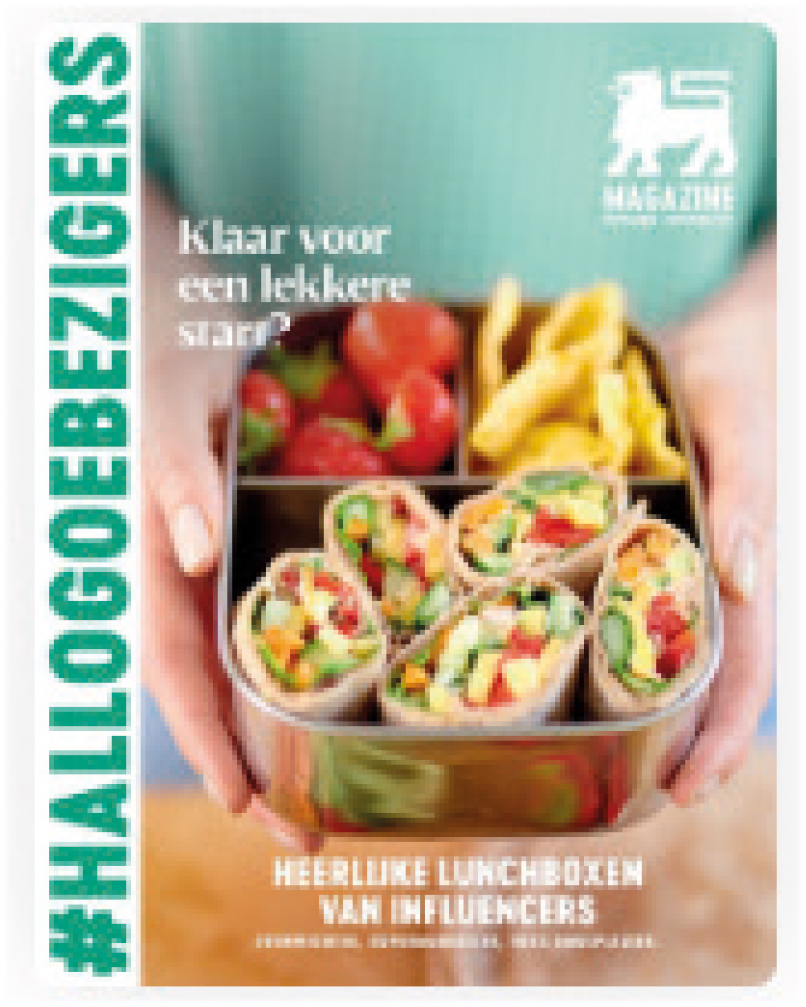 #HALLOGOEBEZIGERS
MAGAZINE
Klaar voor
een lekkere
start?
HEERLIJKE LUNCHBOXEN
VAN INFLUENCERS